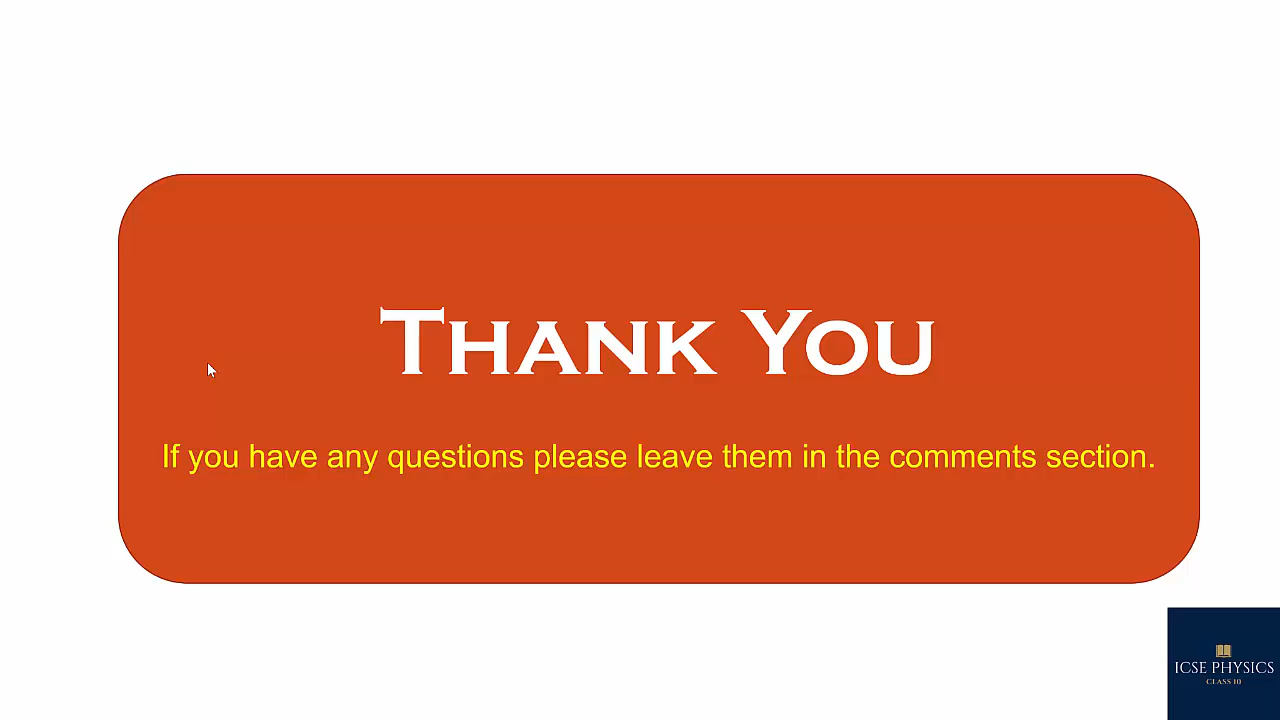 THANK YOU
If you have any questions please leave them in the comments section.
ICSE PHYSICS
CLASS 10